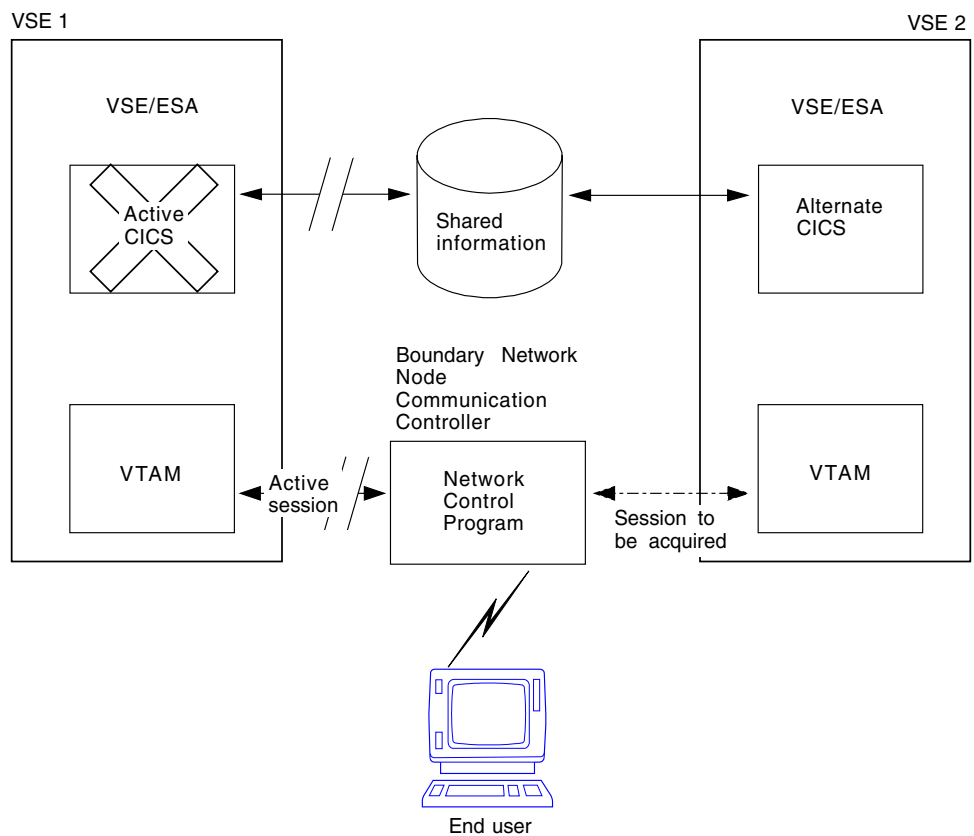 VSE 1
VSE 2
VSE/ESA
VSE/ESA
Active
CICS
Shared
information
Alternate
CICS
Boundary Network
Node
Communication
Controller
VTAM
Active
session
Network
Control
Program
Session to
be acquired
VTAM
End user